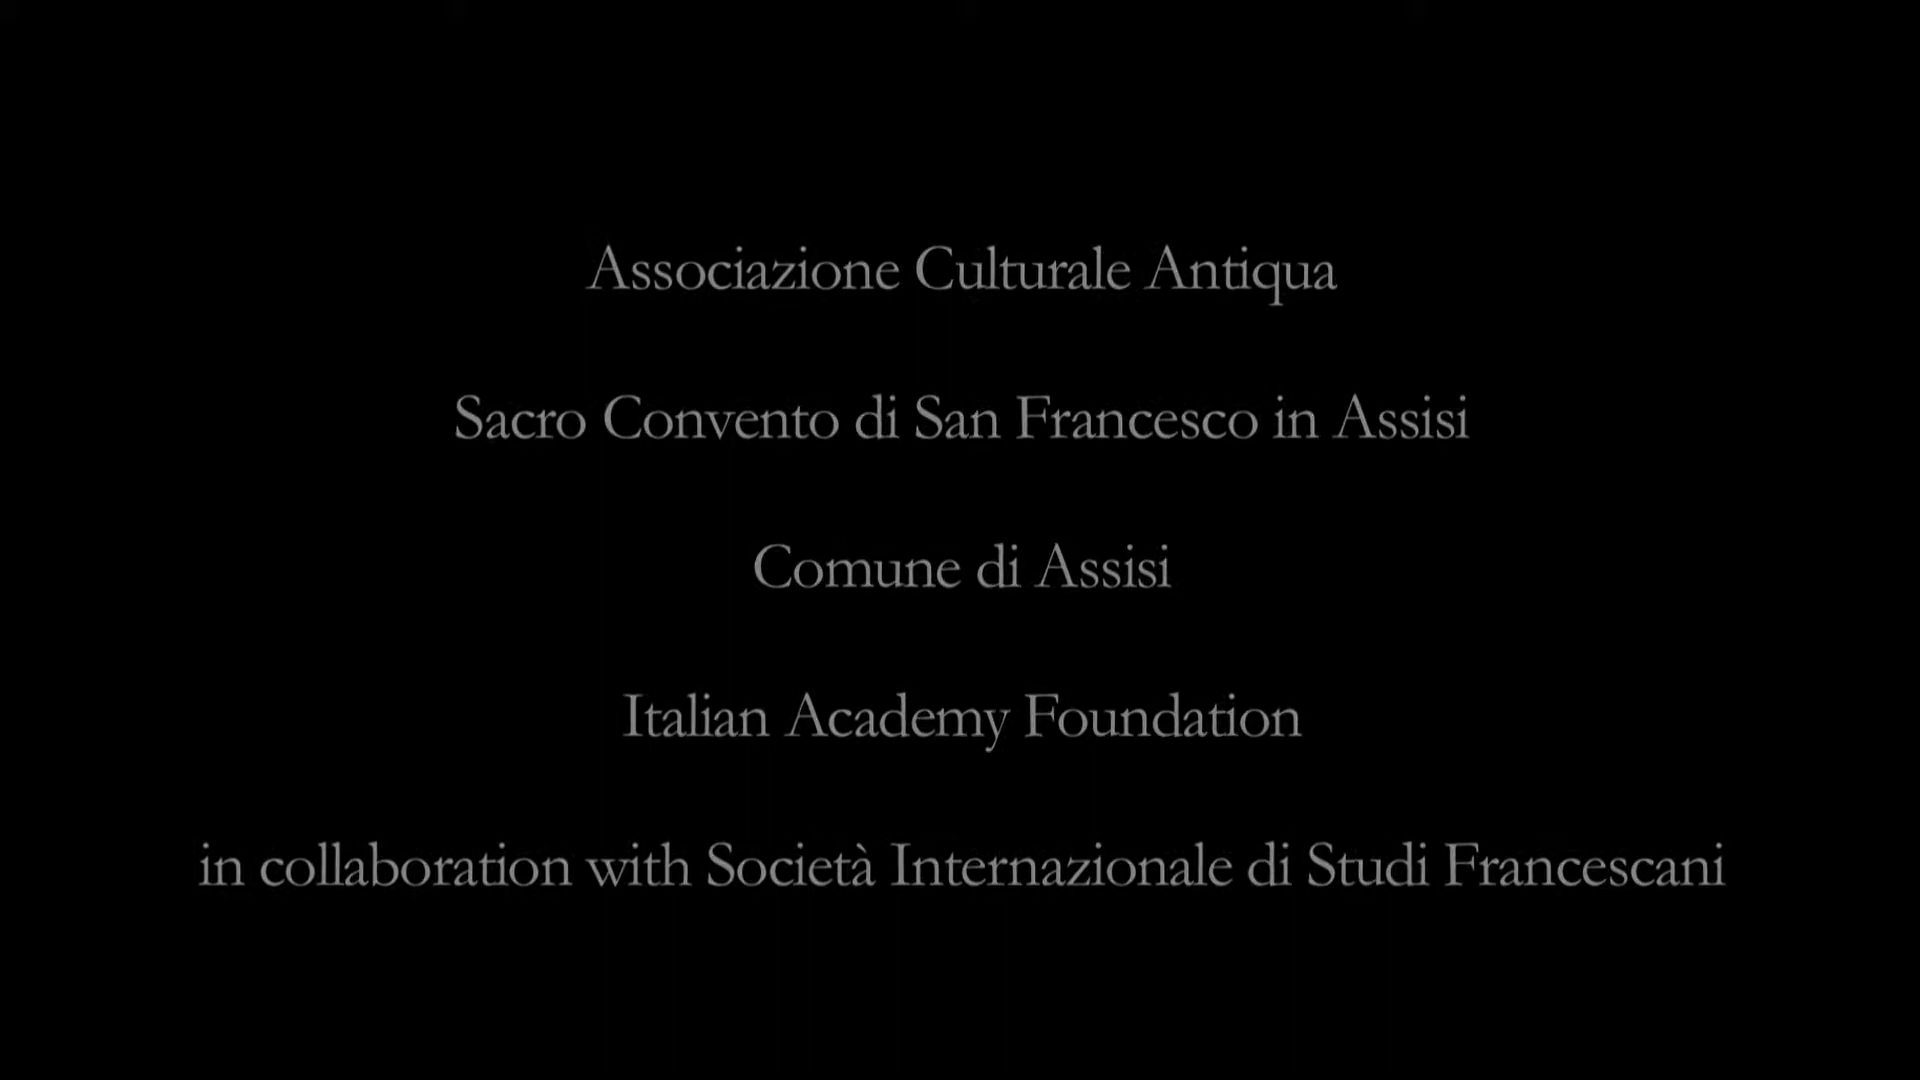 Associazione Culturale Antiqua
Sacro Convento di San Francesco in Assisi
Comune di Assisi
Italian Academy Foundation
in collaboration with Società Internazionale di Studi Francescani